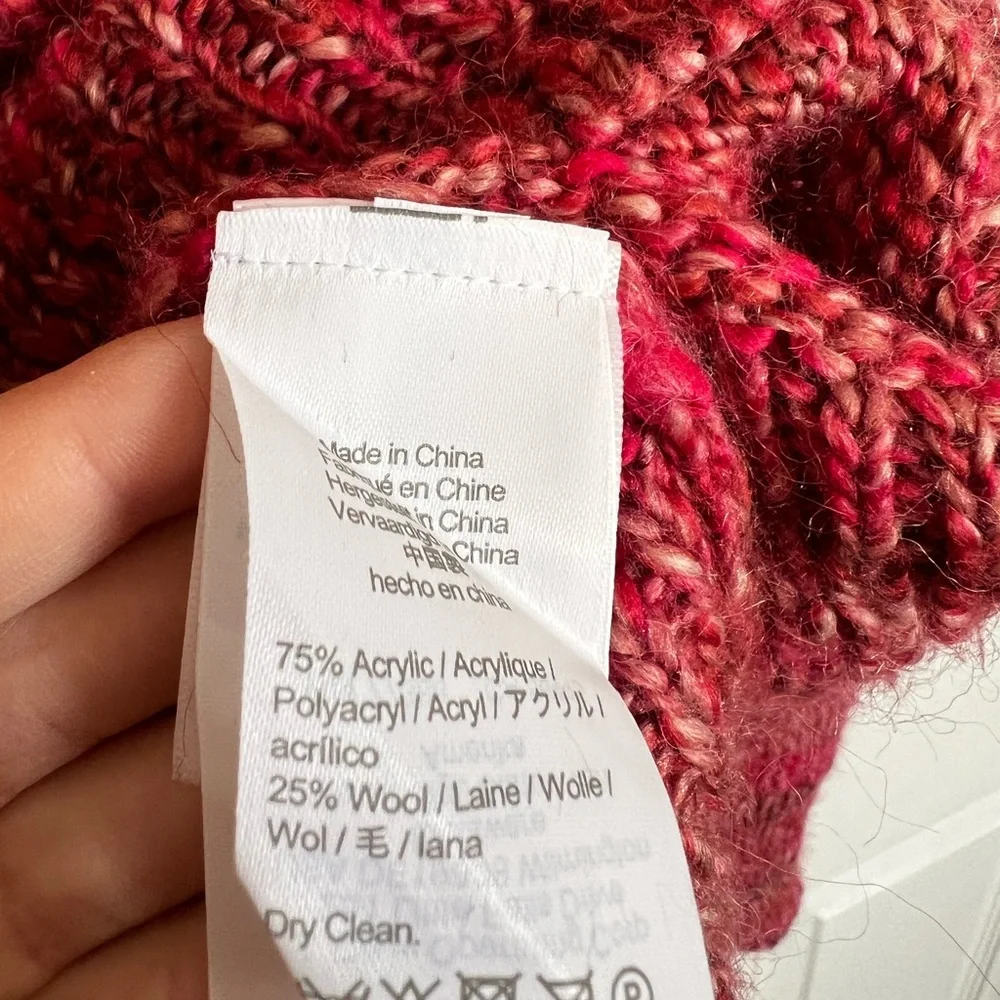 Made in China
Fabriqué en Chine
Hergestellt in China
Vervaardigd China
中国製
hecho en china
75% Acrylic / Acrylique /
Polyacryl / Acryl / アクリル /
acrílico
25% Wool / Laine / Wolle /
Wol / 毛 / lana
Dry Clean.
P